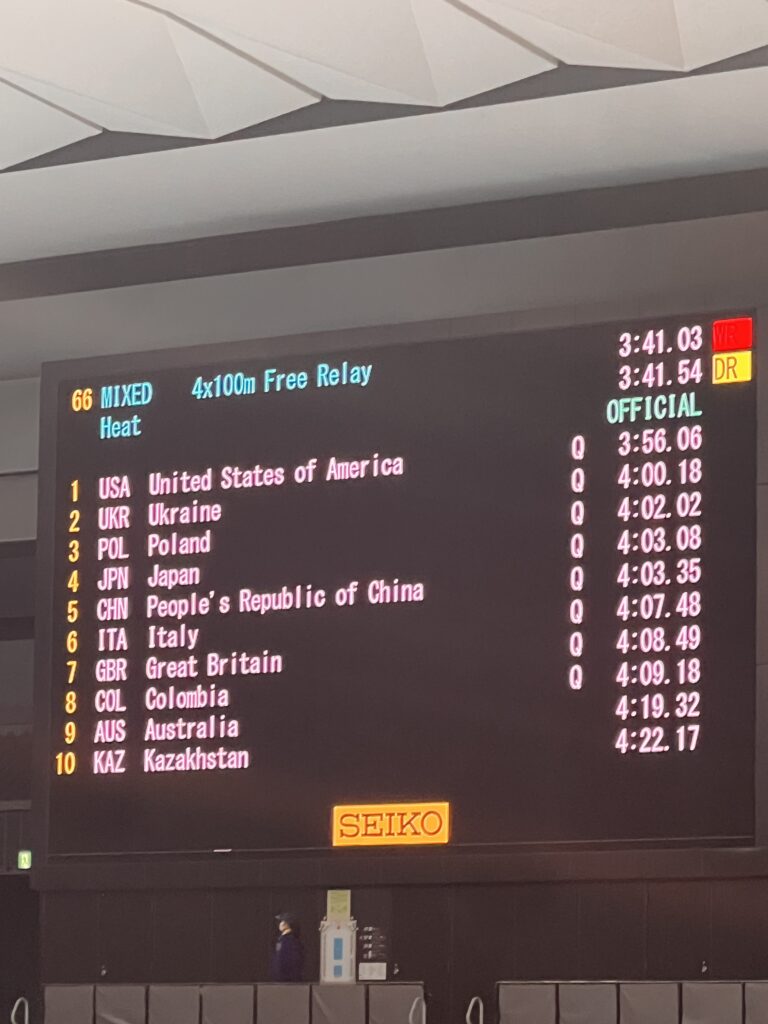 3:41.03 WR
66 MIXED 4x100m Free Relay 3:41.54 DR
Heat OFFICIAL
1 USA United States of America Q 3:56.06
2 UKR Ukraine Q 4:00.18
3 POL Poland Q 4:02.02
4 JPN Japan Q 4:03.08
5 CHN People's Republic of China Q 4:03.35
6 ITA Italy Q 4:07.48
7 GBR Great Britain Q 4:08.49
8 COL Colombia Q 4:09.18
9 AUS Australia 4:19.32
10 KAZ Kazakhstan 4:22.17
SEIKO